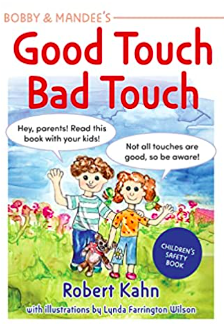 BOBBY & MANDEE'S
Good Touch
Bad Touch
Hey, parents! Read this
book with your kids!
Not all touches are
good, so be aware!
CHILDREN'S
SAFETY
BOOK
Robert Kahn
with illustrations by Lynda Farrington Wilson